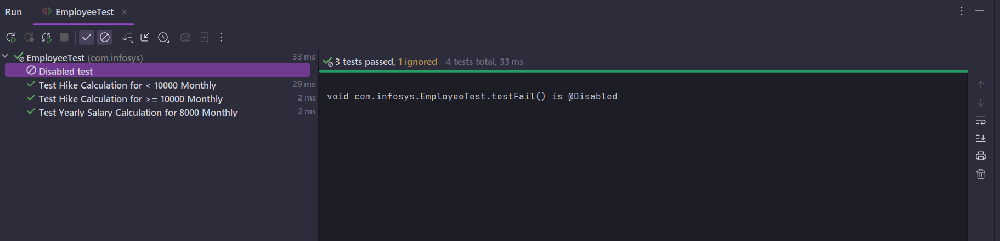 Run EmployeeTest
EmployeeTest (com.infosys) 33 ms
Disabled test
Test Hike Calculation for < 10000 Monthly 29 ms
Test Hike Calculation for >= 10000 Monthly 2 ms
Test Yearly Salary Calculation for 8000 Monthly 2 ms
3 tests passed, 1 ignored 4 tests total, 33 ms
void com.infosys.EmployeeTest.testFail() is @Disabled